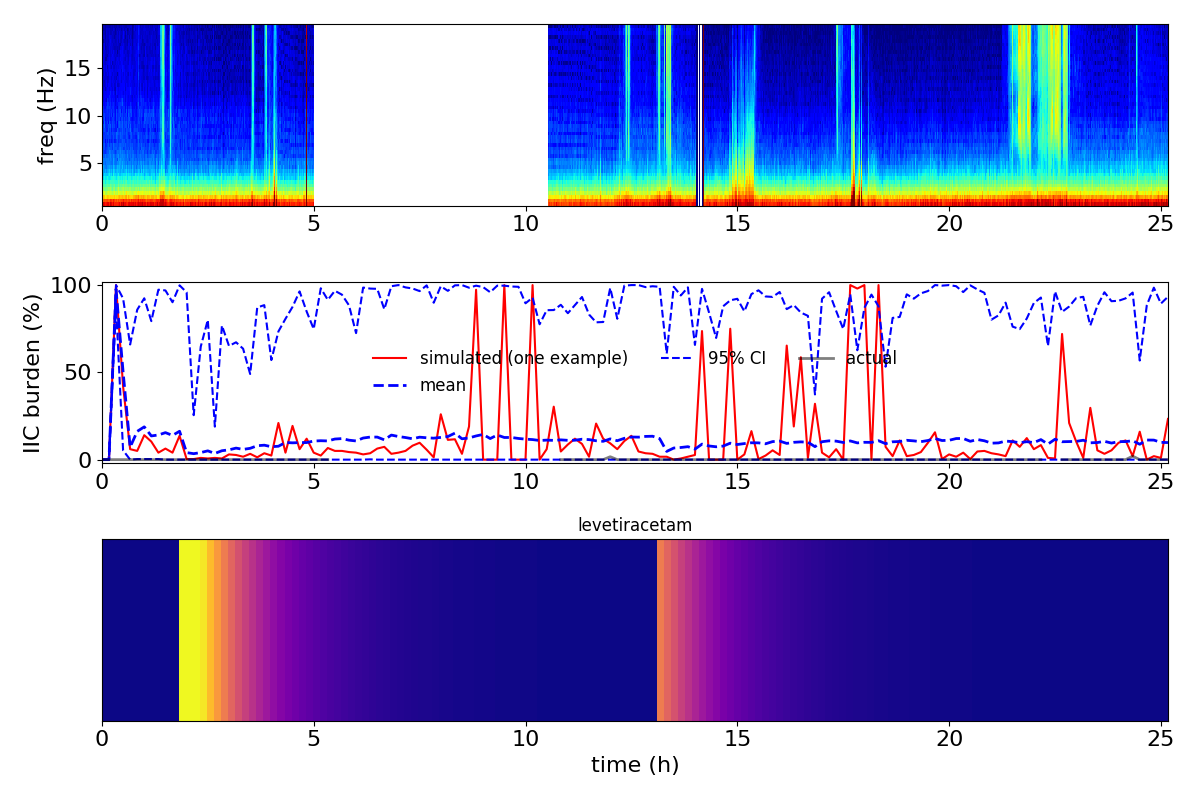 freq (Hz)
15
10
5
0 5 10 15 20 25
IIC burden (%)
100
50
0
simulated (one example) 95% CI actual
mean
0 5 10 15 20 25
levetiracetam
0 5 10 15 20 25
time (h)